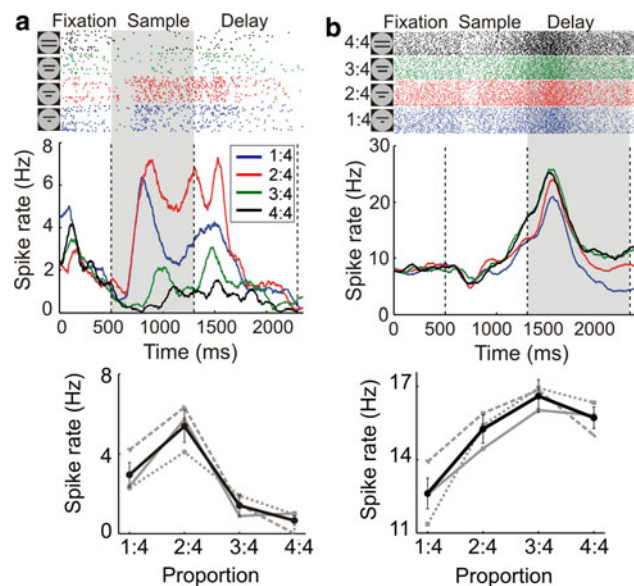 a
Fixation Sample Delay
Spike rate (Hz)
8
6
4
2
0
1:4
2:4
3:4
4:4
0 500 1000 1500 2000
Time (ms)
Spike rate (Hz)
8
4
0
1:4 2:4 3:4 4:4
Proportion
b
Fixation Sample Delay
4:4
3:4
2:4
1:4
Spike rate (Hz)
30
20
10
0
0 500 1000 1500 2000
Time (ms)
Spike rate (Hz)
17
16
14
11
1:4 2:4 3:4 4:4
Proportion